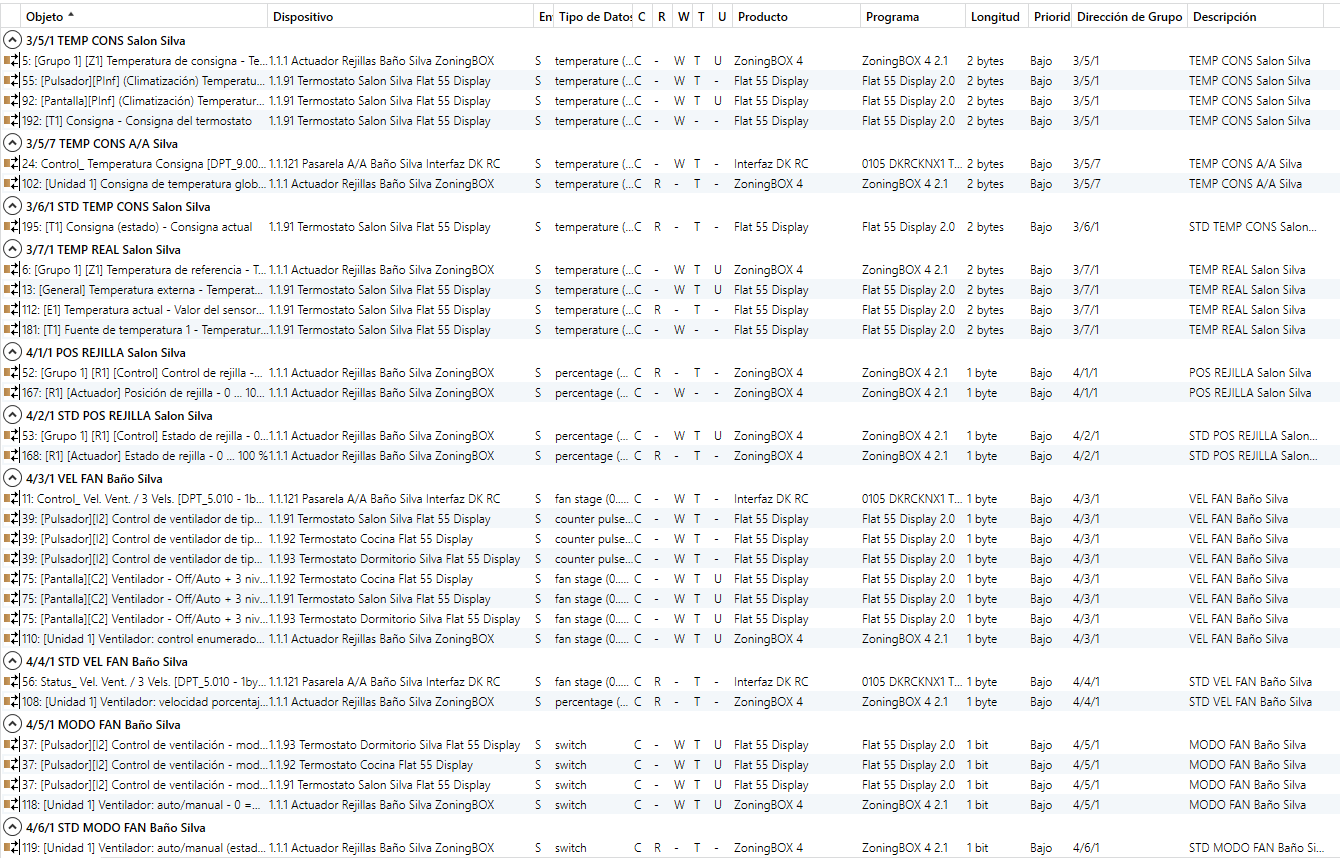 Objeto Dispositivo En Tipo de Datos C R W T U Producto Programa Longitud Priorid Dirección de Grupo Descripción
3/5/1 TEMP CONS Salon Silva
5: [Grupo 1] [Z1] Temperatura de consigna - Te... 1.1.1 Actuador Rejillas Baño Silva ZoningBOX S temperature (... C - W T U ZoningBOX 4 ZoningBOX 4 2.1 2 bytes Bajo 3/5/1 TEMP CONS Salon Silva
55: [Pulsador][PInf] (Climatización) Temperatu... 1.1.91 Termostato Salon Silva Flat 55 Display S temperature (... C - W T - Flat 55 Display Flat 55 Display 2.0 2 bytes Bajo 3/5/1 TEMP CONS Salon Silva
92: [Pantalla][PInf] (Climatización) Temperatur... 1.1.91 Termostato Salon Silva Flat 55 Display S temperature (... C - W T U Flat 55 Display Flat 55 Display 2.0 2 bytes Bajo 3/5/1 TEMP CONS Salon Silva
192: [T1] Consigna - Consigna del termostato 1.1.91 Termostato Salon Silva Flat 55 Display S temperature (... C - W - - Flat 55 Display Flat 55 Display 2.0 2 bytes Bajo 3/5/1 TEMP CONS Salon Silva
3/5/7 TEMP CONS A/A Silva
24: Control_ Temperatura Consigna [DPT_9.00... 1.1.121 Pasarela A/A Baño Silva Interfaz DK RC S temperature (... C - W T - Interfaz DK RC 0105 DKRCKNX1 T... 2 bytes Bajo 3/5/7 TEMP CONS A/A Silva
102: [Unidad 1] Consigna de temperatura glob... 1.1.1 Actuador Rejillas Baño Silva ZoningBOX S temperature (... C R - T - ZoningBOX 4 ZoningBOX 4 2.1 2 bytes Bajo 3/5/7 TEMP CONS A/A Silva
3/6/1 STD TEMP CONS Salon Silva
195: [T1] Consigna (estado) - Consigna actual 1.1.91 Termostato Salon Silva Flat 55 Display S temperature (... C R - T - Flat 55 Display Flat 55 Display 2.0 2 bytes Bajo 3/6/1 STD TEMP CONS Salon...
3/7/1 TEMP REAL Salon Silva
6: [Grupo 1] [Z1] Temperatura de referencia - T... 1.1.1 Actuador Rejillas Baño Silva ZoningBOX S temperature (... C - W T U ZoningBOX 4 ZoningBOX 4 2.1 2 bytes Bajo 3/7/1 TEMP REAL Salon Silva
13: [General] Temperatura externa - Temperat... 1.1.91 Termostato Salon Silva Flat 55 Display S temperature (... C - W T U Flat 55 Display Flat 55 Display 2.0 2 bytes Bajo 3/7/1 TEMP REAL Salon Silva
112: [E1] Temperatura actual - Valor del sensor... 1.1.91 Termostato Salon Silva Flat 55 Display S temperature (... C R - T - Flat 55 Display Flat 55 Display 2.0 2 bytes Bajo 3/7/1 TEMP REAL Salon Silva
181: [T1] Fuente de temperatura 1 - Temperatur... 1.1.91 Termostato Salon Silva Flat 55 Display S temperature (... C - W - - Flat 55 Display Flat 55 Display 2.0 2 bytes Bajo 3/7/1 TEMP REAL Salon Silva
4/1/1 POS REJILLA Salon Silva
52: [Grupo 1] [R1] [Control] Control de rejilla -... 1.1.1 Actuador Rejillas Baño Silva ZoningBOX S percentage (... C R - T - ZoningBOX 4 ZoningBOX 4 2.1 1 byte Bajo 4/1/1 POS REJILLA Salon Silva
167: [R1] [Actuador] Posición de rejilla - 0 ... 10... 1.1.1 Actuador Rejillas Baño Silva ZoningBOX S percentage (... C - W - - ZoningBOX 4 ZoningBOX 4 2.1 1 byte Bajo 4/1/1 POS REJILLA Salon Silva
4/2/1 STD POS REJILLA Salon Silva
53: [Grupo 1] [R1] [Control] Estado de rejilla - 0... 1.1.1 Actuador Rejillas Baño Silva ZoningBOX S percentage (... C - W T U ZoningBOX 4 ZoningBOX 4 2.1 1 byte Bajo 4/2/1 STD POS REJILLA Salon...
168: [R1] [Actuador] Estado de rejilla - 0 ... 100 % 1.1.1 Actuador Rejillas Baño Silva ZoningBOX S percentage (... C R - T - ZoningBOX 4 ZoningBOX 4 2.1 1 byte Bajo 4/2/1 STD POS REJILLA Salon...
4/3/1 VEL FAN Baño Silva
11: Control_ Vel. Vent. / 3 Vels. [DPT_5.010 - 1b... 1.1.121 Pasarela A/A Baño Silva Interfaz DK RC S fan stage (0.... C - W T - Interfaz DK RC 0105 DKRCKNX1 T... 1 byte Bajo 4/3/1 VEL FAN Baño Silva
39: [Pulsador][I2] Control de ventilador de tip... 1.1.91 Termostato Salon Silva Flat 55 Display S counter pulse... C - W T - Flat 55 Display Flat 55 Display 2.0 1 byte Bajo 4/3/1 VEL FAN Baño Silva
39: [Pulsador][I2] Control de ventilador de tip... 1.1.92 Termostato Cocina Flat 55 Display S counter pulse... C - W T - Flat 55 Display Flat 55 Display 2.0 1 byte Bajo 4/3/1 VEL FAN Baño Silva
39: [Pulsador][I2] Control de ventilador de tip... 1.1.93 Termostato Dormitorio Silva Flat 55 Display S counter pulse... C - W T - Flat 55 Display Flat 55 Display 2.0 1 byte Bajo 4/3/1 VEL FAN Baño Silva
75: [Pantalla][C2] Ventilador - Off/Auto + 3 niv... 1.1.92 Termostato Cocina Flat 55 Display S fan stage (0.... C - W T U Flat 55 Display Flat 55 Display 2.0 1 byte Bajo 4/3/1 VEL FAN Baño Silva
75: [Pantalla][C2] Ventilador - Off/Auto + 3 niv... 1.1.91 Termostato Salon Silva Flat 55 Display S fan stage (0.... C - W T U Flat 55 Display Flat 55 Display 2.0 1 byte Bajo 4/3/1 VEL FAN Baño Silva
75: [Pantalla][C2] Ventilador - Off/Auto + 3 niv... 1.1.93 Termostato Dormitorio Silva Flat 55 Display S fan stage (0.... C - W T U Flat 55 Display Flat 55 Display 2.0 1 byte Bajo 4/3/1 VEL FAN Baño Silva
110: [Unidad 1] Ventilador: control enumerado... 1.1.1 Actuador Rejillas Baño Silva ZoningBOX S fan stage (0.... C - W T U ZoningBOX 4 ZoningBOX 4 2.1 1 byte Bajo 4/3/1 VEL FAN Baño Silva
4/4/1 STD VEL FAN Baño Silva
56: Status_ Vel. Vent. / 3 Vels. [DPT_5.010 - 1by... 1.1.121 Pasarela A/A Baño Silva Interfaz DK RC S fan stage (0.... C R - T - Interfaz DK RC 0105 DKRCKNX1 T... 1 byte Bajo 4/4/1 STD VEL FAN Baño Silva
108: [Unidad 1] Ventilador: velocidad porcentaj... 1.1.1 Actuador Rejillas Baño Silva ZoningBOX S percentage (... C R - T - ZoningBOX 4 ZoningBOX 4 2.1 1 byte Bajo 4/4/1 STD VEL FAN Baño Silva
4/5/1 MODO FAN Baño Silva
37: [Pulsador][I2] Control de ventilación - mod... 1.1.93 Termostato Dormitorio Silva Flat 55 Display S switch C - W T U Flat 55 Display Flat 55 Display 2.0 1 bit Bajo 4/5/1 MODO FAN Baño Silva
37: [Pulsador][I2] Control de ventilación - mod... 1.1.92 Termostato Cocina Flat 55 Display S switch C - W T U Flat 55 Display Flat 55 Display 2.0 1 bit Bajo 4/5/1 MODO FAN Baño Silva
37: [Pulsador][I2] Control de ventilación - mod... 1.1.91 Termostato Salon Silva Flat 55 Display S switch C - W T U Flat 55 Display Flat 55 Display 2.0 1 bit Bajo 4/5/1 MODO FAN Baño Silva
118: [Unidad 1] Ventilador: auto/manual - 0 =... 1.1.1 Actuador Rejillas Baño Silva ZoningBOX S switch C - W T U ZoningBOX 4 ZoningBOX 4 2.1 1 bit Bajo 4/5/1 MODO FAN Baño Silva
4/6/1 STD MODO FAN Baño Silva
119: [Unidad 1] Ventilador: auto/manual (estad... 1.1.1 Actuador Rejillas Baño Silva ZoningBOX S switch C R - T - ZoningBOX 4 ZoningBOX 4 2.1 1 bit Bajo 4/6/1 STD MODO FAN Baño Si...